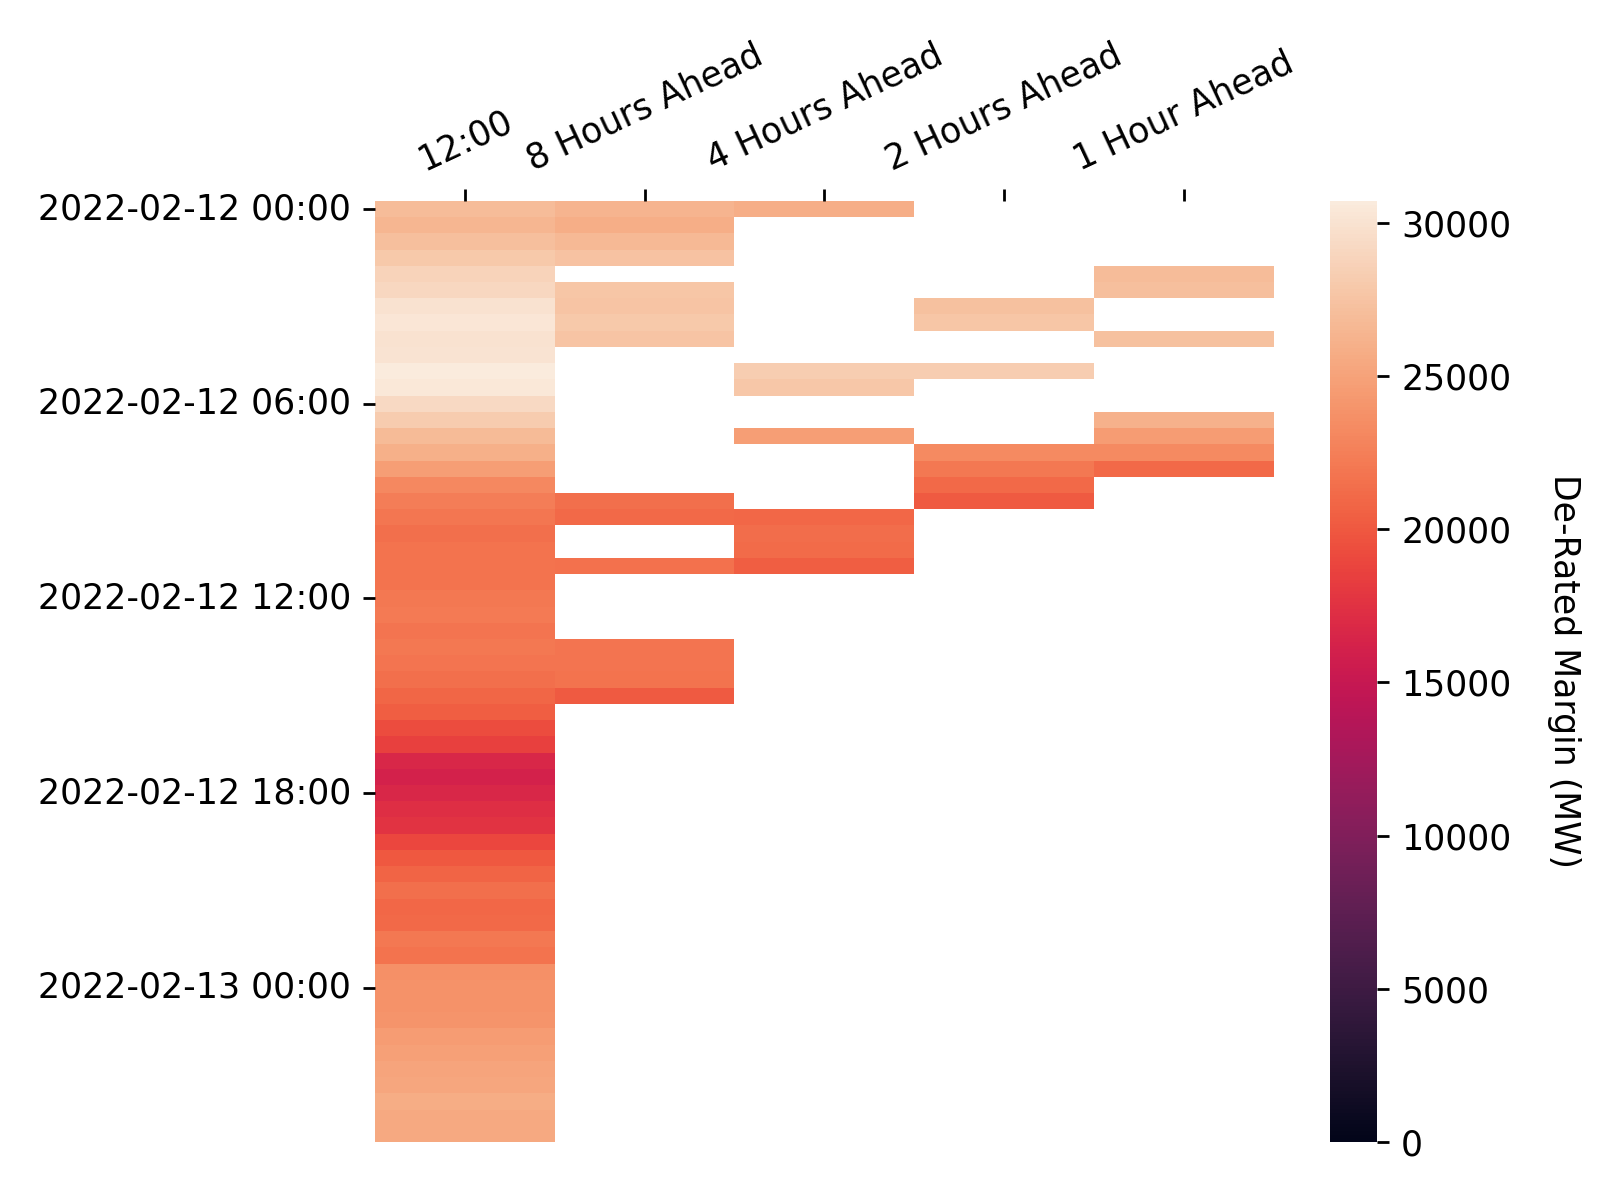 12:00
8 Hours Ahead
4 Hours Ahead
2 Hours Ahead
1 Hour Ahead
2022-02-12 00:00
2022-02-12 06:00
2022-02-12 12:00
2022-02-12 18:00
2022-02-13 00:00
30000
25000
20000
15000
10000
5000
0
De-Rated Margin (MW)